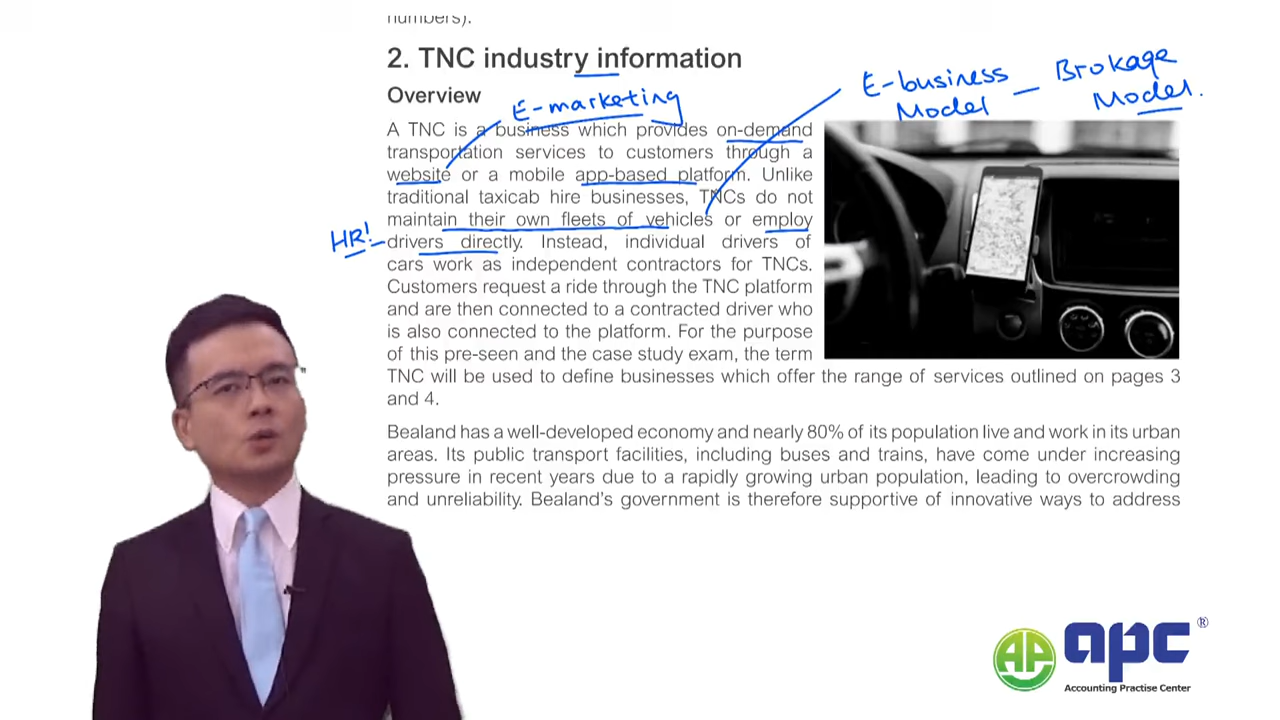 numbers).
2. TNC industry information
Overview
E-marketing
E-business
Model
– Brokage
Model.
A TNC is a business which provides on-demand
transportation services to customers through a
website or a mobile app-based platform. Unlike
traditional taxicab hire businesses, TNCs do not
maintain their own fleets of vehicles or employ
HR!
drivers directly. Instead, individual drivers of
cars work as independent contractors for TNCs.
Customers request a ride through the TNC platform
and are then connected to a contracted driver who
is also connected to the platform. For the purpose
of this pre-seen and the case study exam, the term
TNC will be used to define businesses which offer the range of services outlined on pages 3
and 4.
Bealand has a well-developed economy and nearly 80% of its population live and work in its urban
areas. Its public transport facilities, including buses and trains, have come under increasing
pressure in recent years due to a rapidly growing urban population, leading to overcrowding
and unreliability. Bealand's government is therefore supportive of innovative ways to address
AP apc ®
Accounting Practise Center